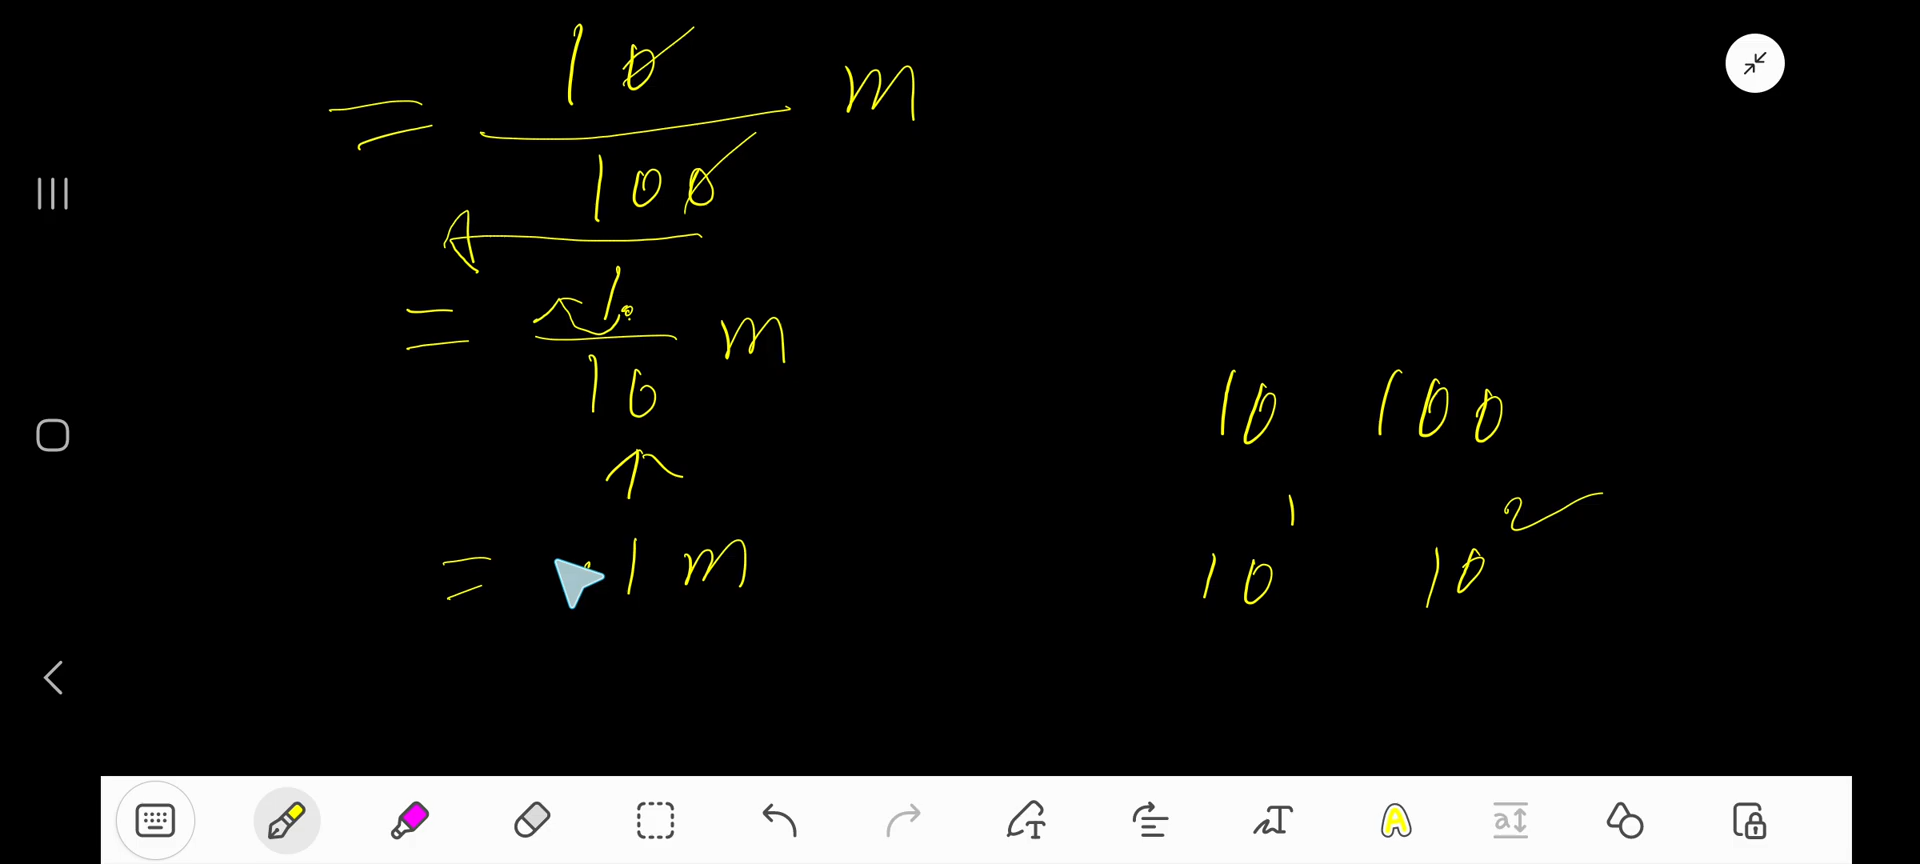 = 10/100 m
= 1/10 m
10 100
= .1 m
10¹ 10²